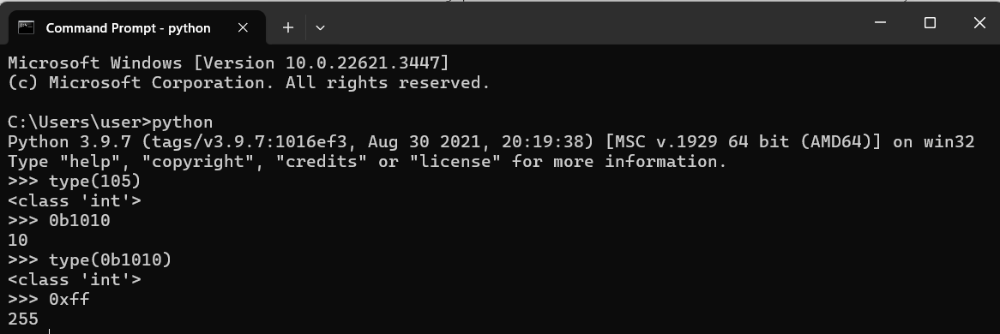 Command Prompt - python
Microsoft Windows [Version 10.0.22621.3447]
(c) Microsoft Corporation. All rights reserved.
C:\Users\user>python
Python 3.9.7 (tags/v3.9.7:1016ef3, Aug 30 2021, 20:19:38) [MSC v.1929 64 bit (AMD64)] on win32
Type "help", "copyright", "credits" or "license" for more information.
>>> type(105)
<class 'int'>
>>> 0b1010
10
>>> type(0b1010)
<class 'int'>
>>> 0xff
255